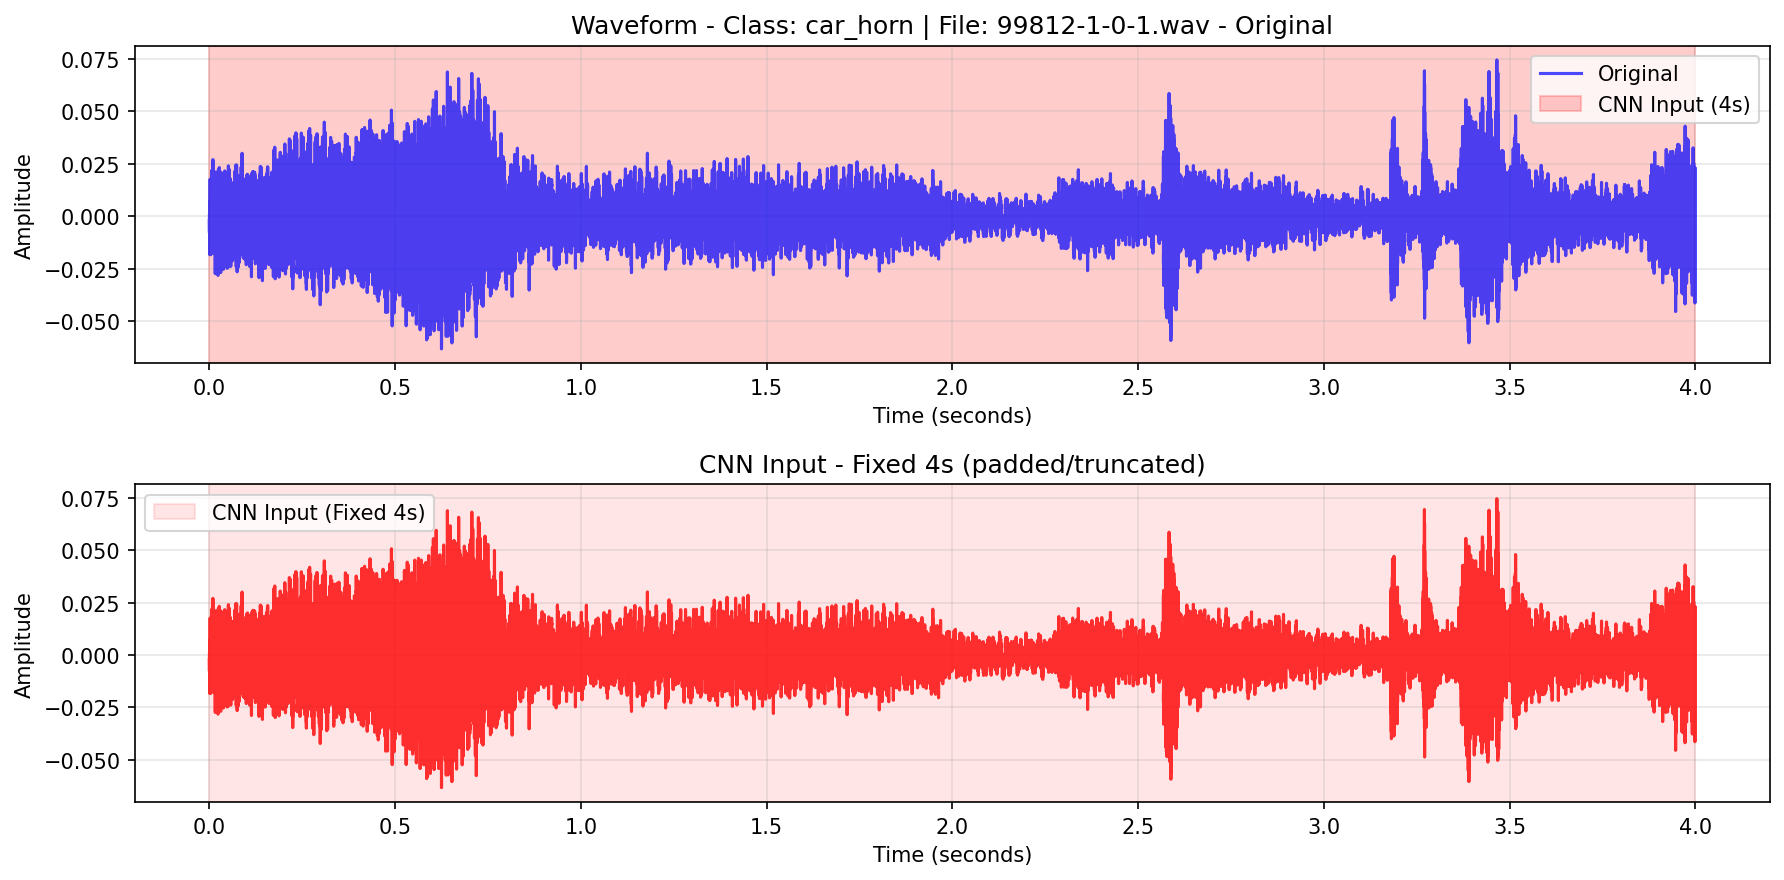 Waveform - Class: car_horn | File: 99812-1-0-1.wav - Original
0.075
0.050
0.025
0.000
−0.025
−0.050
Amplitude
Original
CNN Input (4s)
0.0 0.5 1.0 1.5 2.0 2.5 3.0 3.5 4.0
Time (seconds)
CNN Input - Fixed 4s (padded/truncated)
0.075
0.050
0.025
0.000
−0.025
−0.050
Amplitude
CNN Input (Fixed 4s)
0.0 0.5 1.0 1.5 2.0 2.5 3.0 3.5 4.0
Time (seconds)